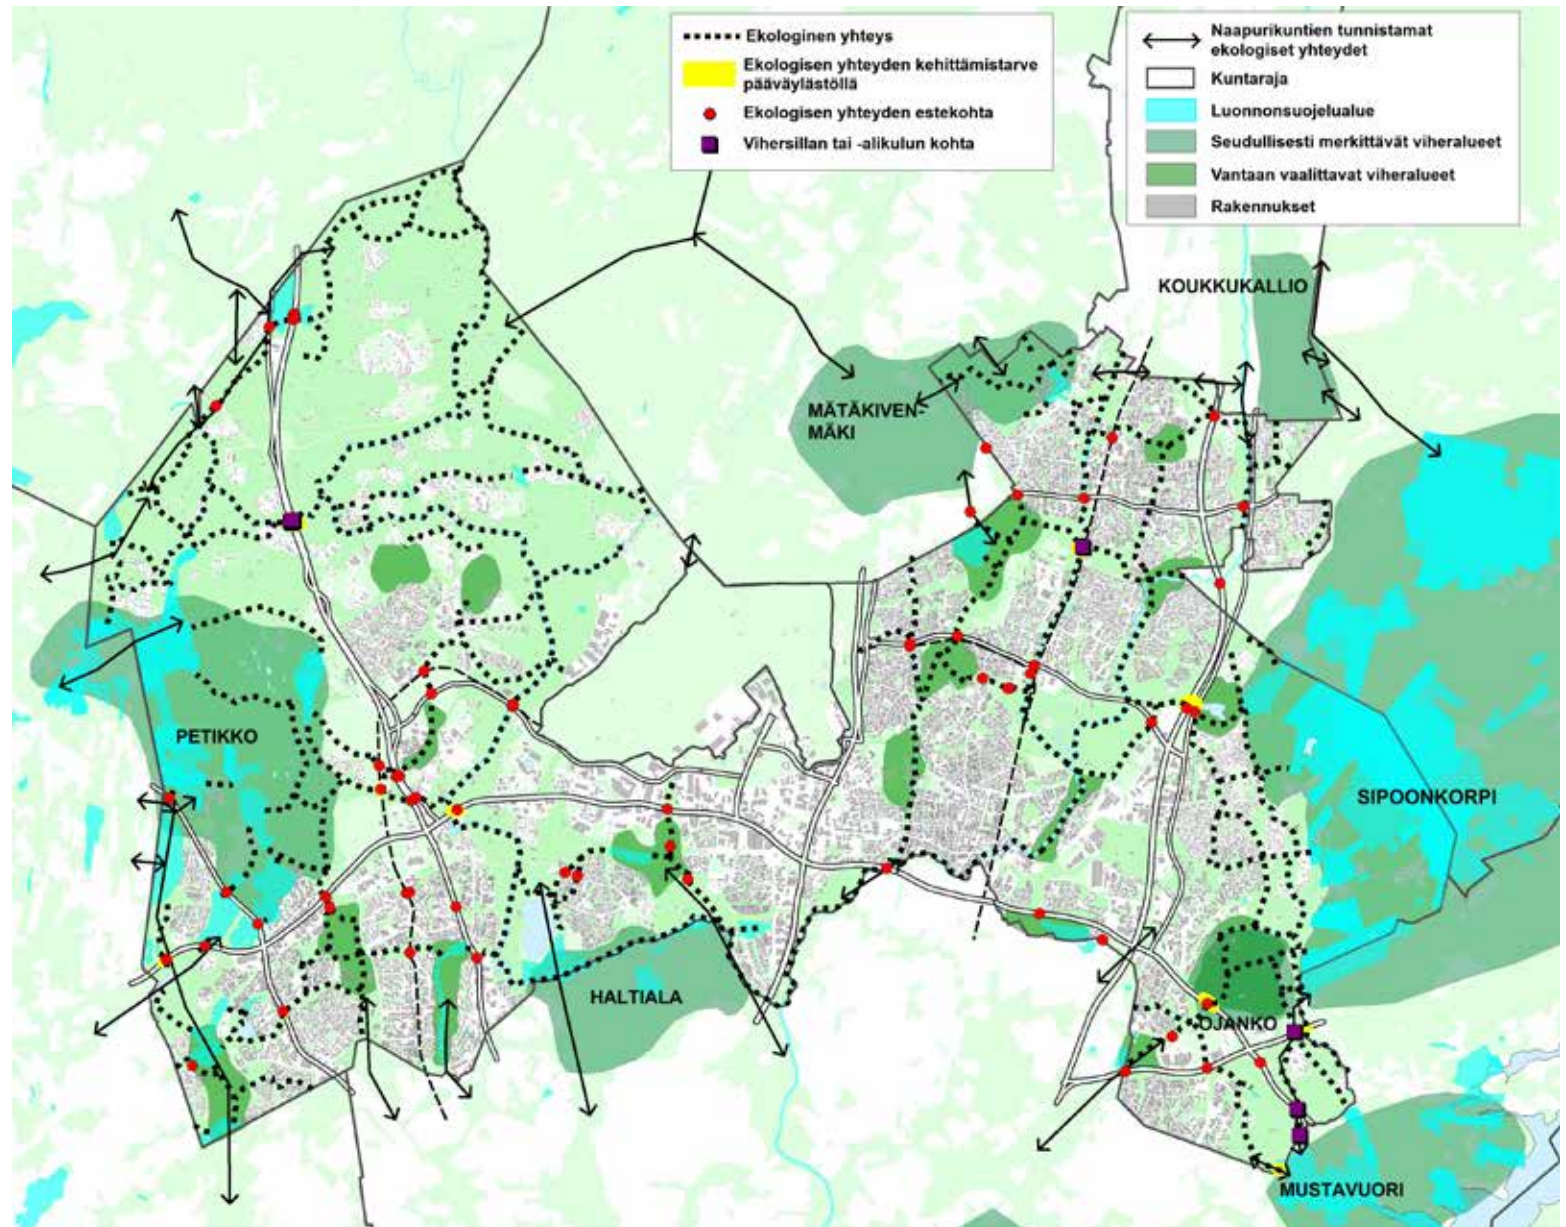 Ekologinen yhteys
Ekologisen yhteyden kehittämistarve
pääväylästöllä
Ekologisen yhteyden estekohta
Vihersillan tai -alikulun kohta
Naapurikuntien tunnistamat
ekologiset yhteydet
Kuntaraja
Luonnonsuojelualue
Seudullisesti merkittävät viheralueet
Vantaan vaalittavat viheralueet
Rakennukset
KOUKKUKALLIO
MÄTÄKIVEN-
MÄKI
PETIKKO
SIPOONKORPI
HALTIALA
OJANKO
MUSTAVUORI